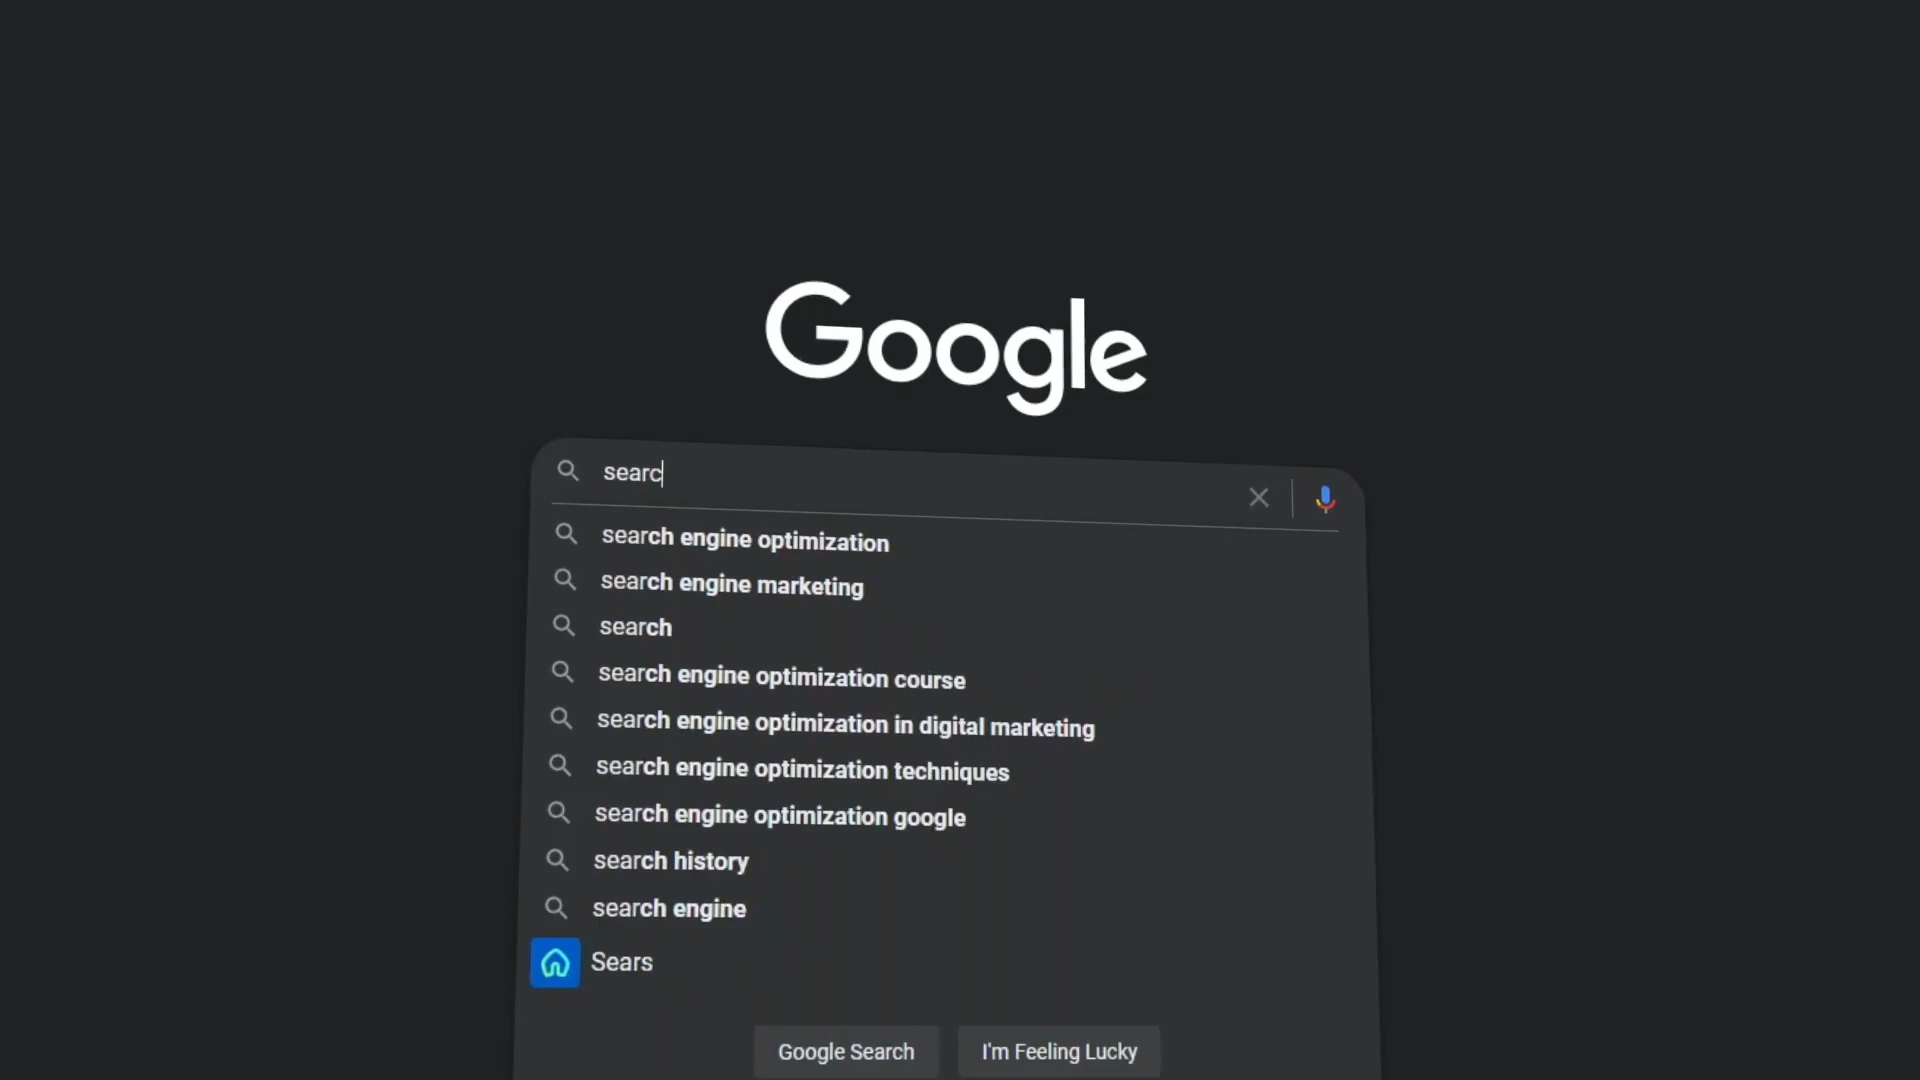 Google
searc
search engine optimization
search engine marketing
search
search engine optimization course
search engine optimization in digital marketing
search engine optimization techniques
search engine optimization google
search history
search engine
Sears
Google Search
I'm Feeling Lucky